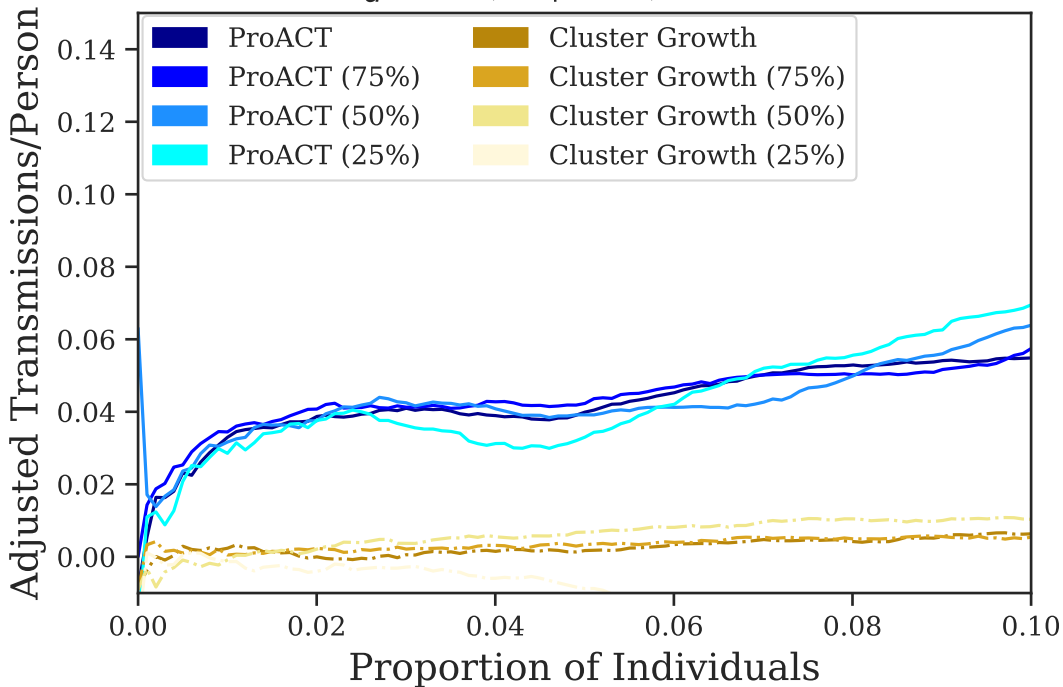 ProACT
ProACT (75%)
ProACT (50%)
ProACT (25%)
Cluster Growth
Cluster Growth (75%)
Cluster Growth (50%)
Cluster Growth (25%)
Adjusted Transmissions/Person
0.14
0.12
0.10
0.08
0.06
0.04
0.02
0.00
0.00 0.02 0.04 0.06 0.08 0.10
Proportion of Individuals